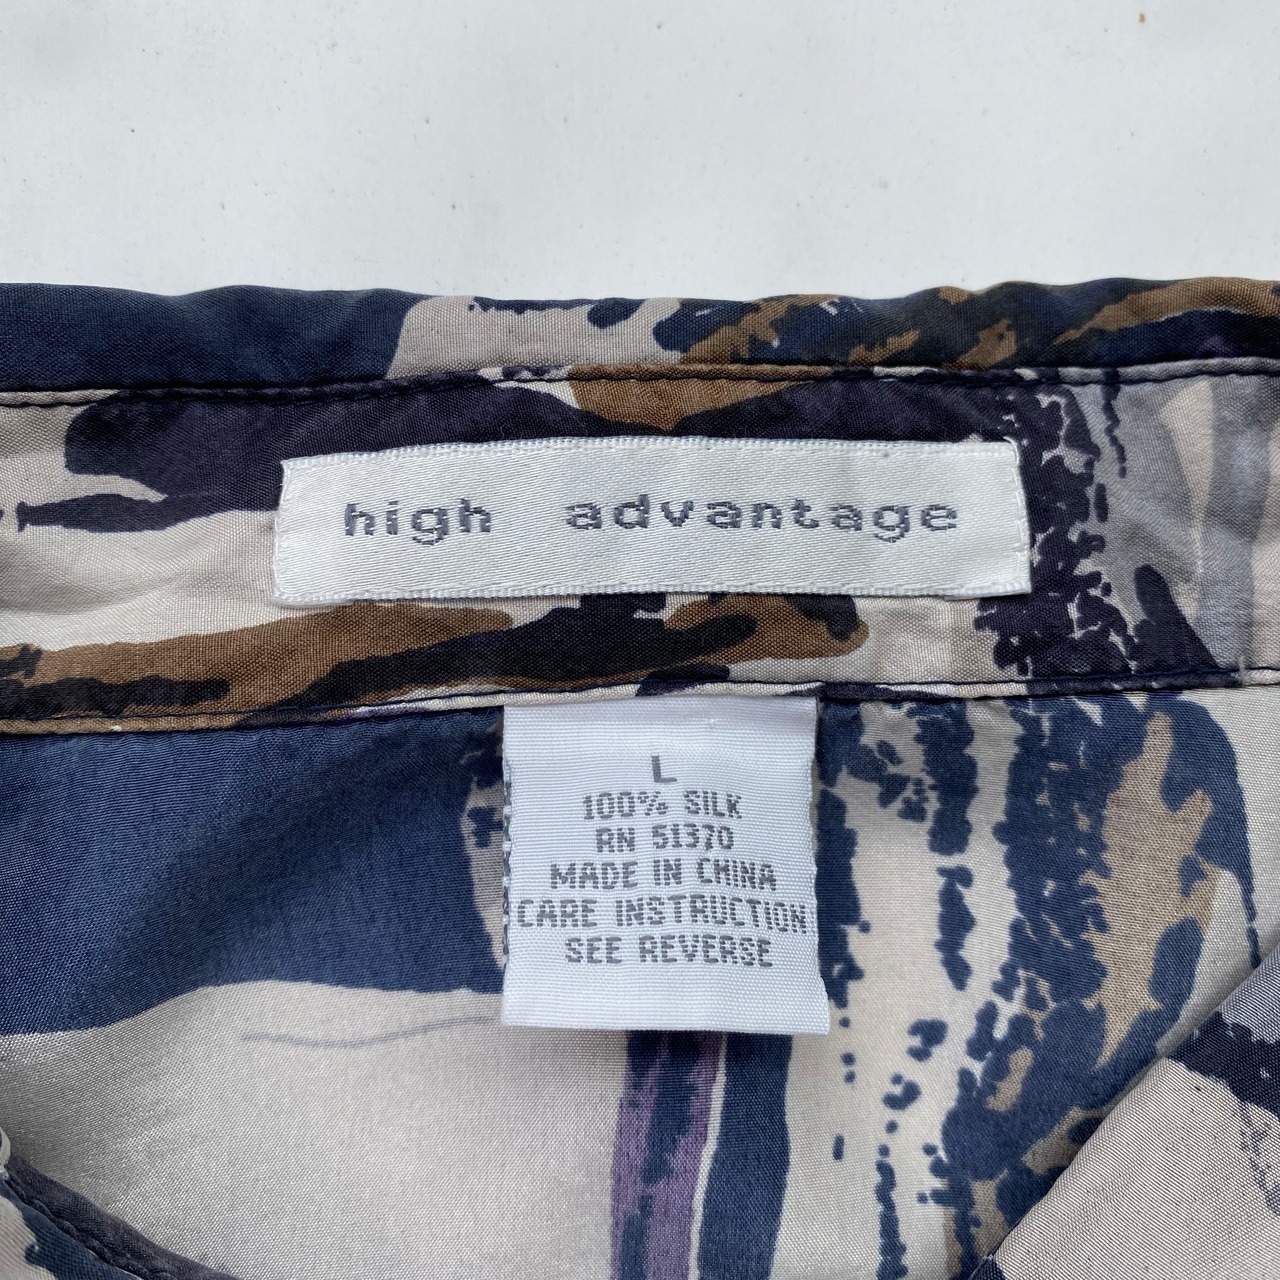 high advantage
L
100% SILK
RN 51370
MADE IN CHINA
CARE INSTRUCTION
SEE REVERSE